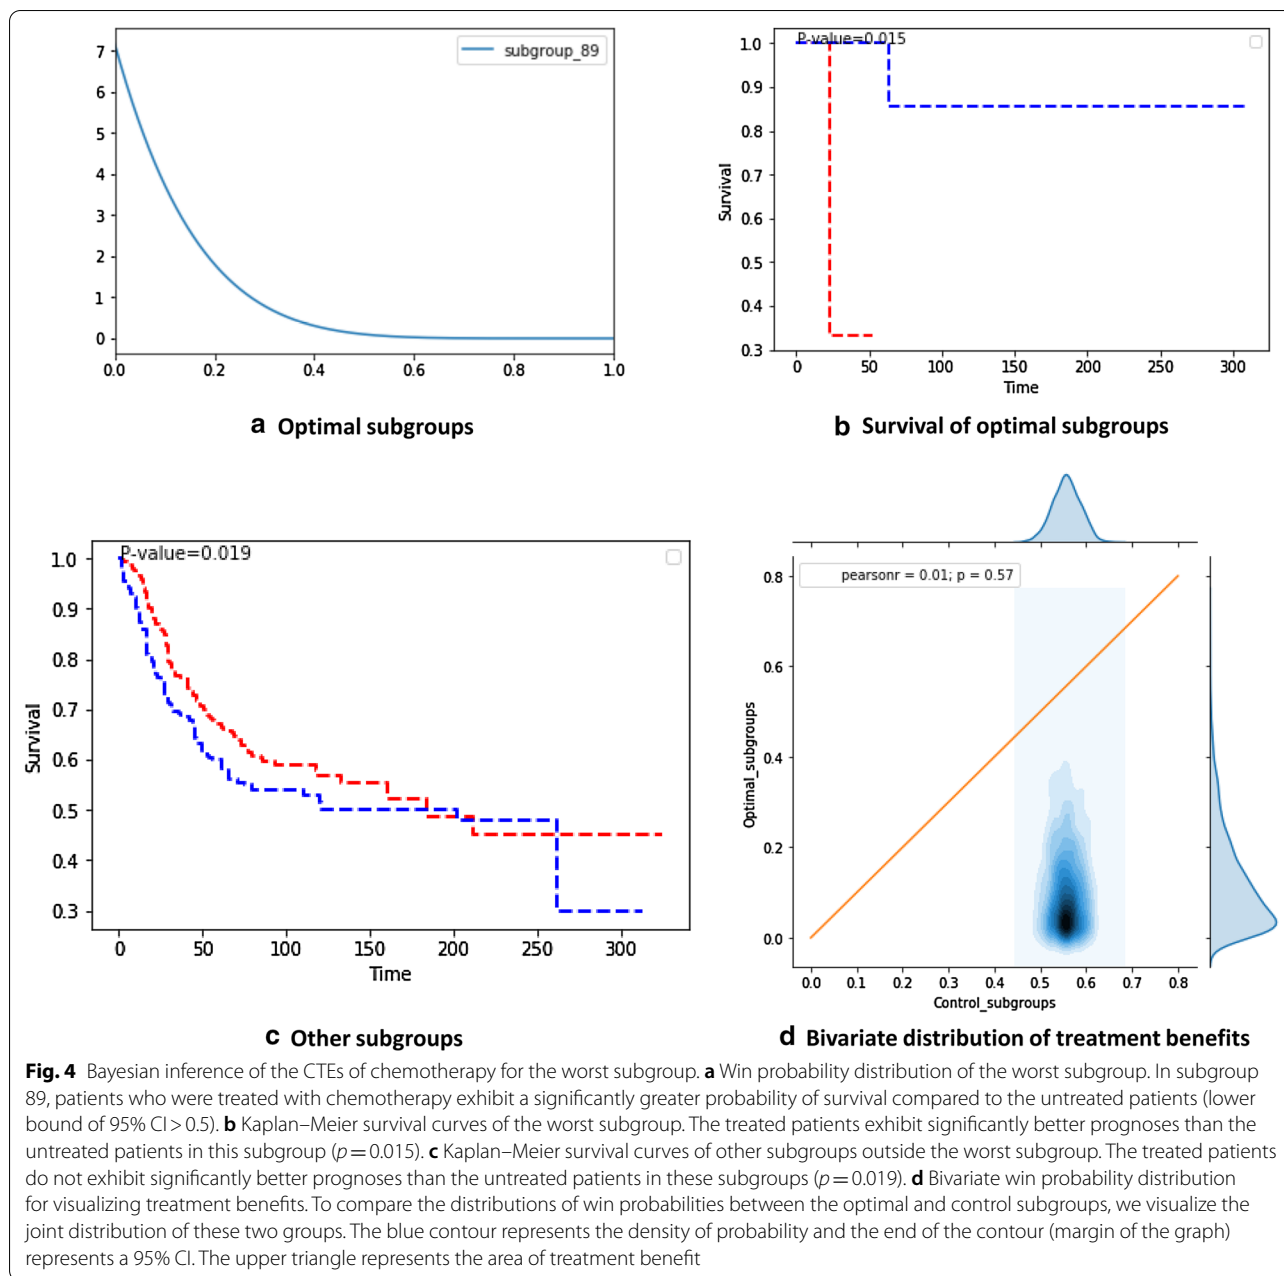 subgroup_89
7
6
5
4
3
2
1
0
0.0 0.2 0.4 0.6 0.8 1.0
a Optimal subgroups
P-value=0.015
1.0
0.9
0.8
0.7
0.6
0.5
0.4
0.3
Survival
0 50 100 150 200 250 300
Time
b Survival of optimal subgroups
P-value=0.019
1.0
0.9
0.8
0.7
0.6
0.5
0.4
0.3
Survival
0 50 100 150 200 250 300
Time
c Other subgroups
pearsonr = 0.01; p = 0.57
0.8
0.6
0.4
0.2
0.0
Optimal_subgroups
0.0 0.1 0.2 0.3 0.4 0.5 0.6 0.7 0.8
Control_subgroups
d Bivariate distribution of treatment benefits
Fig. 4 Bayesian inference of the CTEs of chemotherapy for the worst subgroup. a Win probability distribution of the worst subgroup. In subgroup
89, patients who were treated with chemotherapy exhibit a significantly greater probability of survival compared to the untreated patients (lower
bound of 95% CI > 0.5). b Kaplan–Meier survival curves of the worst subgroup. The treated patients exhibit significantly better prognoses than the
untreated patients in this subgroup (p = 0.015). c Kaplan–Meier survival curves of other subgroups outside the worst subgroup. The treated patients
do not exhibit significantly better prognoses than the untreated patients in these subgroups (p = 0.019). d Bivariate win probability distribution
for visualizing treatment benefits. To compare the distributions of win probabilities between the optimal and control subgroups, we visualize the
joint distribution of these two groups. The blue contour represents the density of probability and the end of the contour (margin of the graph)
represents a 95% CI. The upper triangle represents the area of treatment benefit